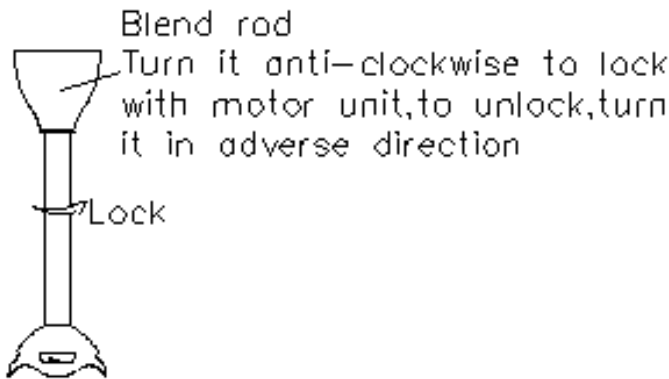 Blend rod
Turn it anti-clockwise to lock
with motor unit,to unlock,turn
it in adverse direction
Lock